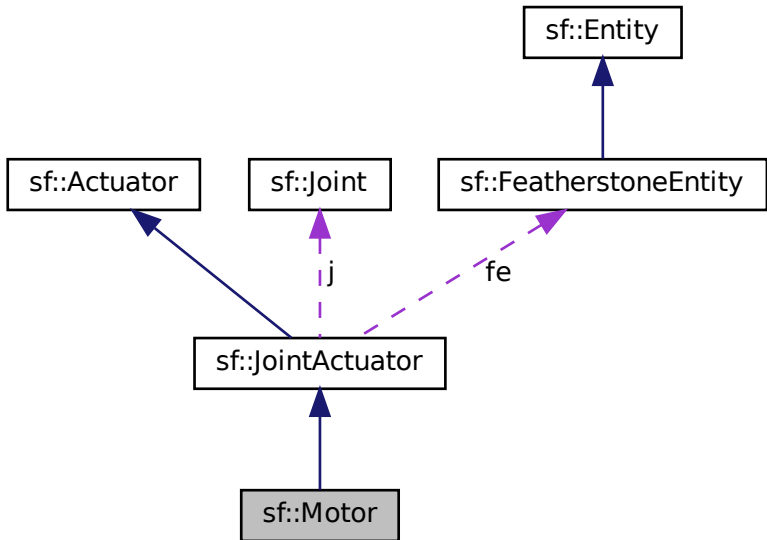 sf::Entity
sf::Actuator
sf::Joint
sf::FeatherstoneEntity
j
fe
sf::JointActuator
sf::Motor